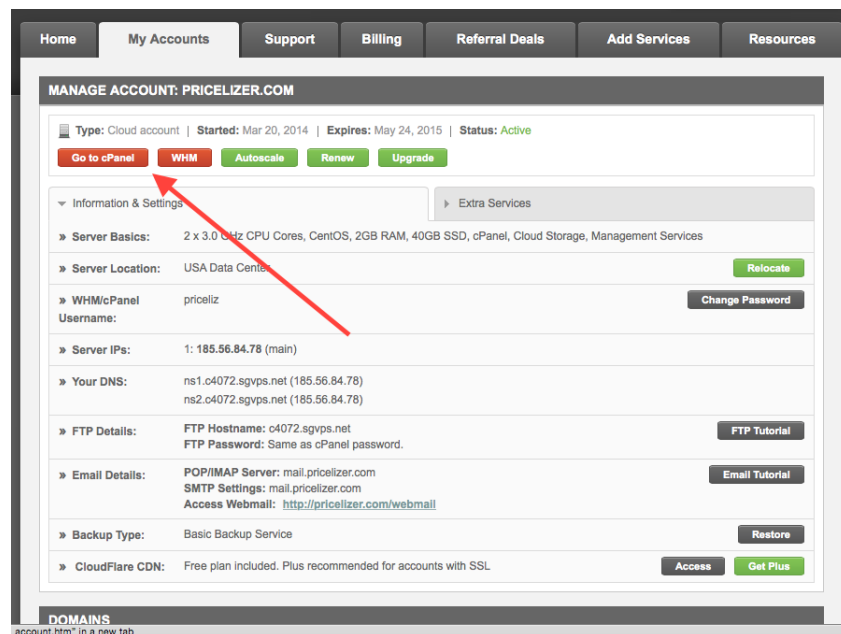 Home My Accounts Support Billing Referral Deals Add Services Resources
MANAGE ACCOUNT: PRICELIZER.COM
Type: Cloud account | Started: Mar 20, 2014 | Expires: May 24, 2015 | Status: Active
Go to cPanel WHM Autoscale Renew Upgrade
Information & Settings Extra Services
» Server Basics: 2 x 3.0 GHz CPU Cores, CentOS, 2GB RAM, 40GB SSD, cPanel, Cloud Storage, Management Services
» Server Location: USA Data Center Relocate
» WHM/cPanel priceliz Change Password
Username:
» Server IPs: 1: 185.56.84.78 (main)
» Your DNS: ns1.c4072.sgvps.net (185.56.84.78)
ns2.c4072.sgvps.net (185.56.84.78)
» FTP Details: FTP Hostname: c4072.sgvps.net FTP Tutorial
FTP Password: Same as cPanel password.
» Email Details: POP/IMAP Server: mail.pricelizer.com Email Tutorial
SMTP Settings: mail.pricelizer.com
Access Webmail: http://pricelizer.com/webmail
» Backup Type: Basic Backup Service Restore
» CloudFlare CDN: Free plan included. Plus recommended for accounts with SSL Access Get Plus
DOMAINS
account.htm" in a new tab